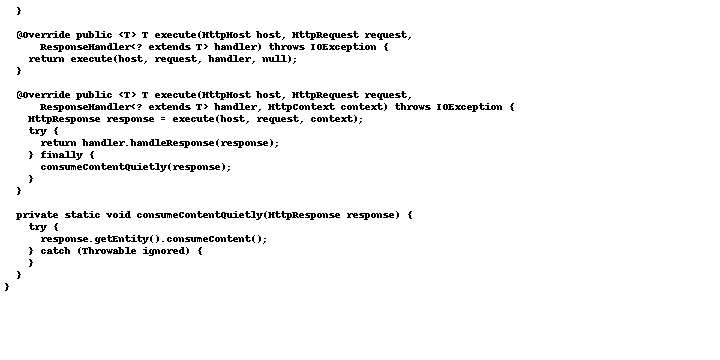 }

  @Override public <T> T execute(HttpHost host, HttpRequest request,
      ResponseHandler<? extends T> handler) throws IOException {
    return execute(host, request, handler, null);
  }

  @Override public <T> T execute(HttpHost host, HttpRequest request,
      ResponseHandler<? extends T> handler, HttpContext context) throws IOException {
    HttpResponse response = execute(host, request, context);
    try {
      return handler.handleResponse(response);
    } finally {
      consumeContentQuietly(response);
    }
  }

  private static void consumeContentQuietly(HttpResponse response) {
    try {
      response.getEntity().consumeContent();
    } catch (Throwable ignored) {
    }
  }
}